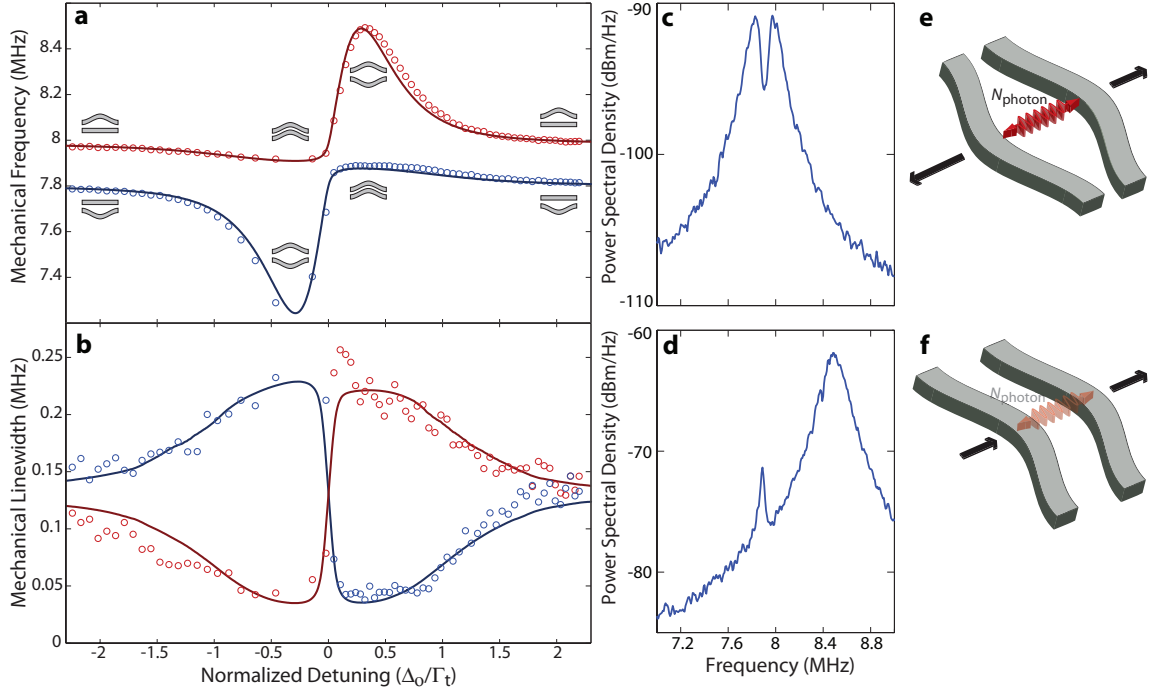 a
Mechanical Frequency (MHz)
8.4
8.2
8
7.8
7.6
7.4
b
Mechanical Linewidth (MHz)
0.25
0.2
0.15
0.1
0.05
0
-2 -1.5 -1 -0.5 0 0.5 1 1.5 2
Normalized Detuning (Δo/Γt)
c
Power Spectral Density (dBm/Hz)
-90
-100
-110
d
Power Spectral Density (dBm/Hz)
-60
-70
-80
7.2 7.6 8 8.4 8.8
Frequency (MHz)
e
Nphoton
f
Nphoton